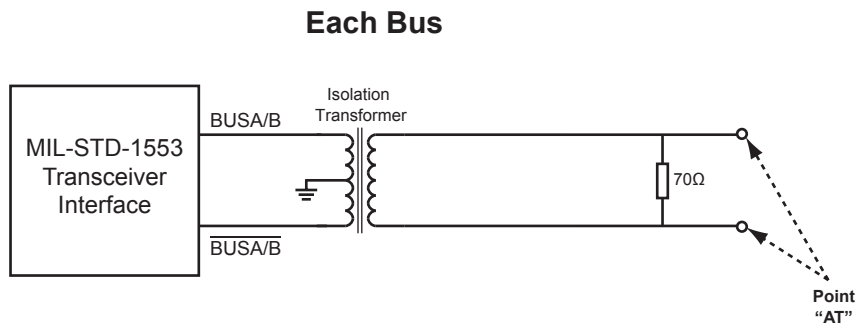 Each Bus
MIL-STD-1553
Transceiver
Interface
BUSA/B
Isolation
Transformer
BUSA/B
70Ω
Point
“AT”